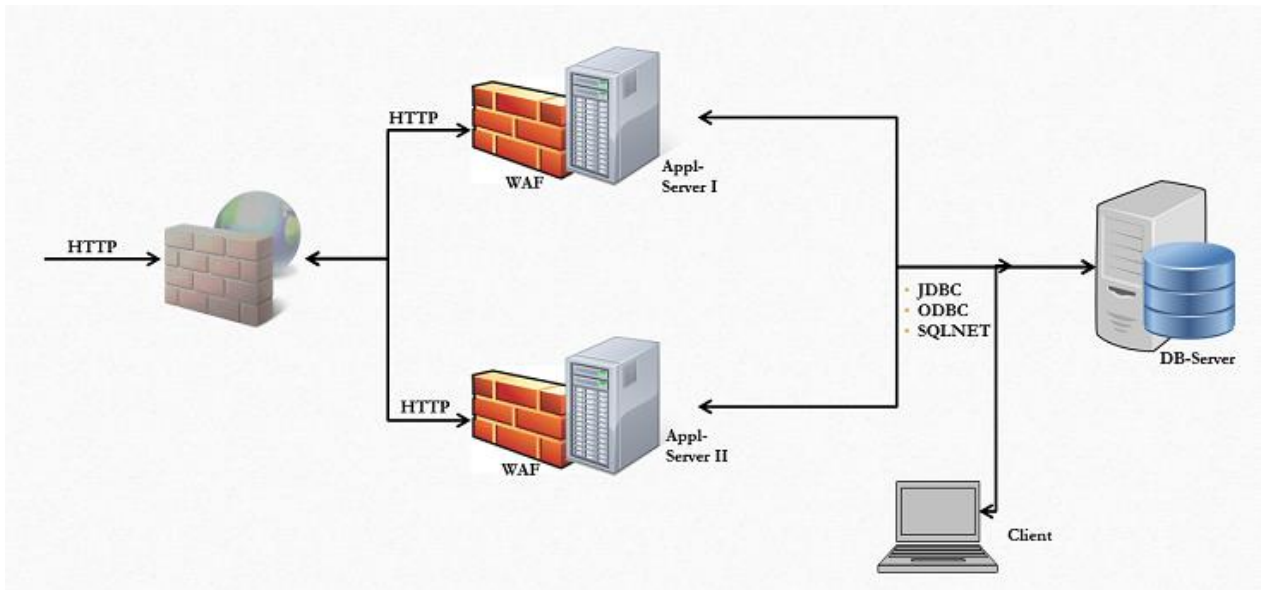 HTTP
HTTP
WAF
Appl-
Server I
HTTP
WAF
Appl-
Server II
• JDBC
• ODBC
• SQLNET
DB-Server
Client